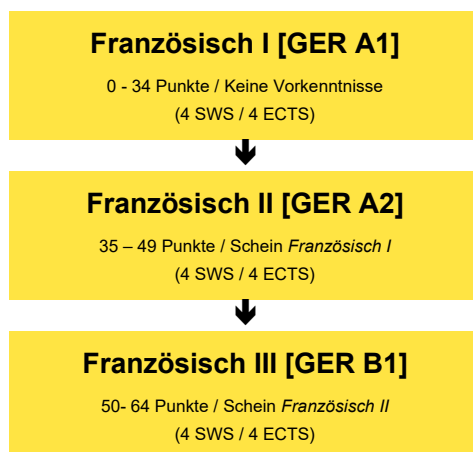 Französisch I [GER A1]
0 - 34 Punkte / Keine Vorkenntnisse
(4 SWS / 4 ECTS)
Französisch II [GER A2]
35 – 49 Punkte / Schein Französisch I
(4 SWS / 4 ECTS)
Französisch III [GER B1]
50- 64 Punkte / Schein Französisch II
(4 SWS / 4 ECTS)